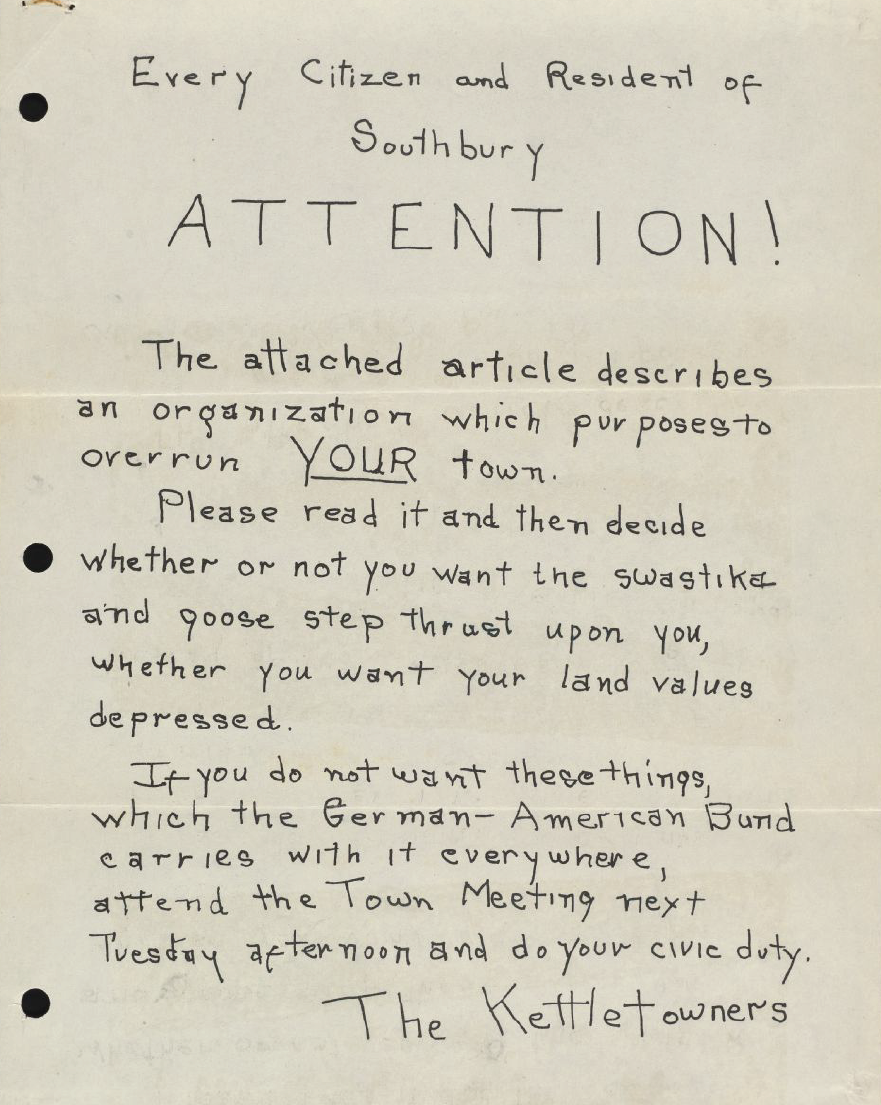 Every Citizen and Resident of
Southbury
ATTENTION!
The attached article describes
an organization which purposes to
overrun YOUR town.
Please read it and then decide
whether or not you want the swastika
and goose step thrust upon you,
whether you want your land values
depressed.
If you do not want these things,
which the German-American Bund
carries with it everywhere,
attend the Town Meeting next
Tuesday afternoon and do your civic duty.
The Kettletowners